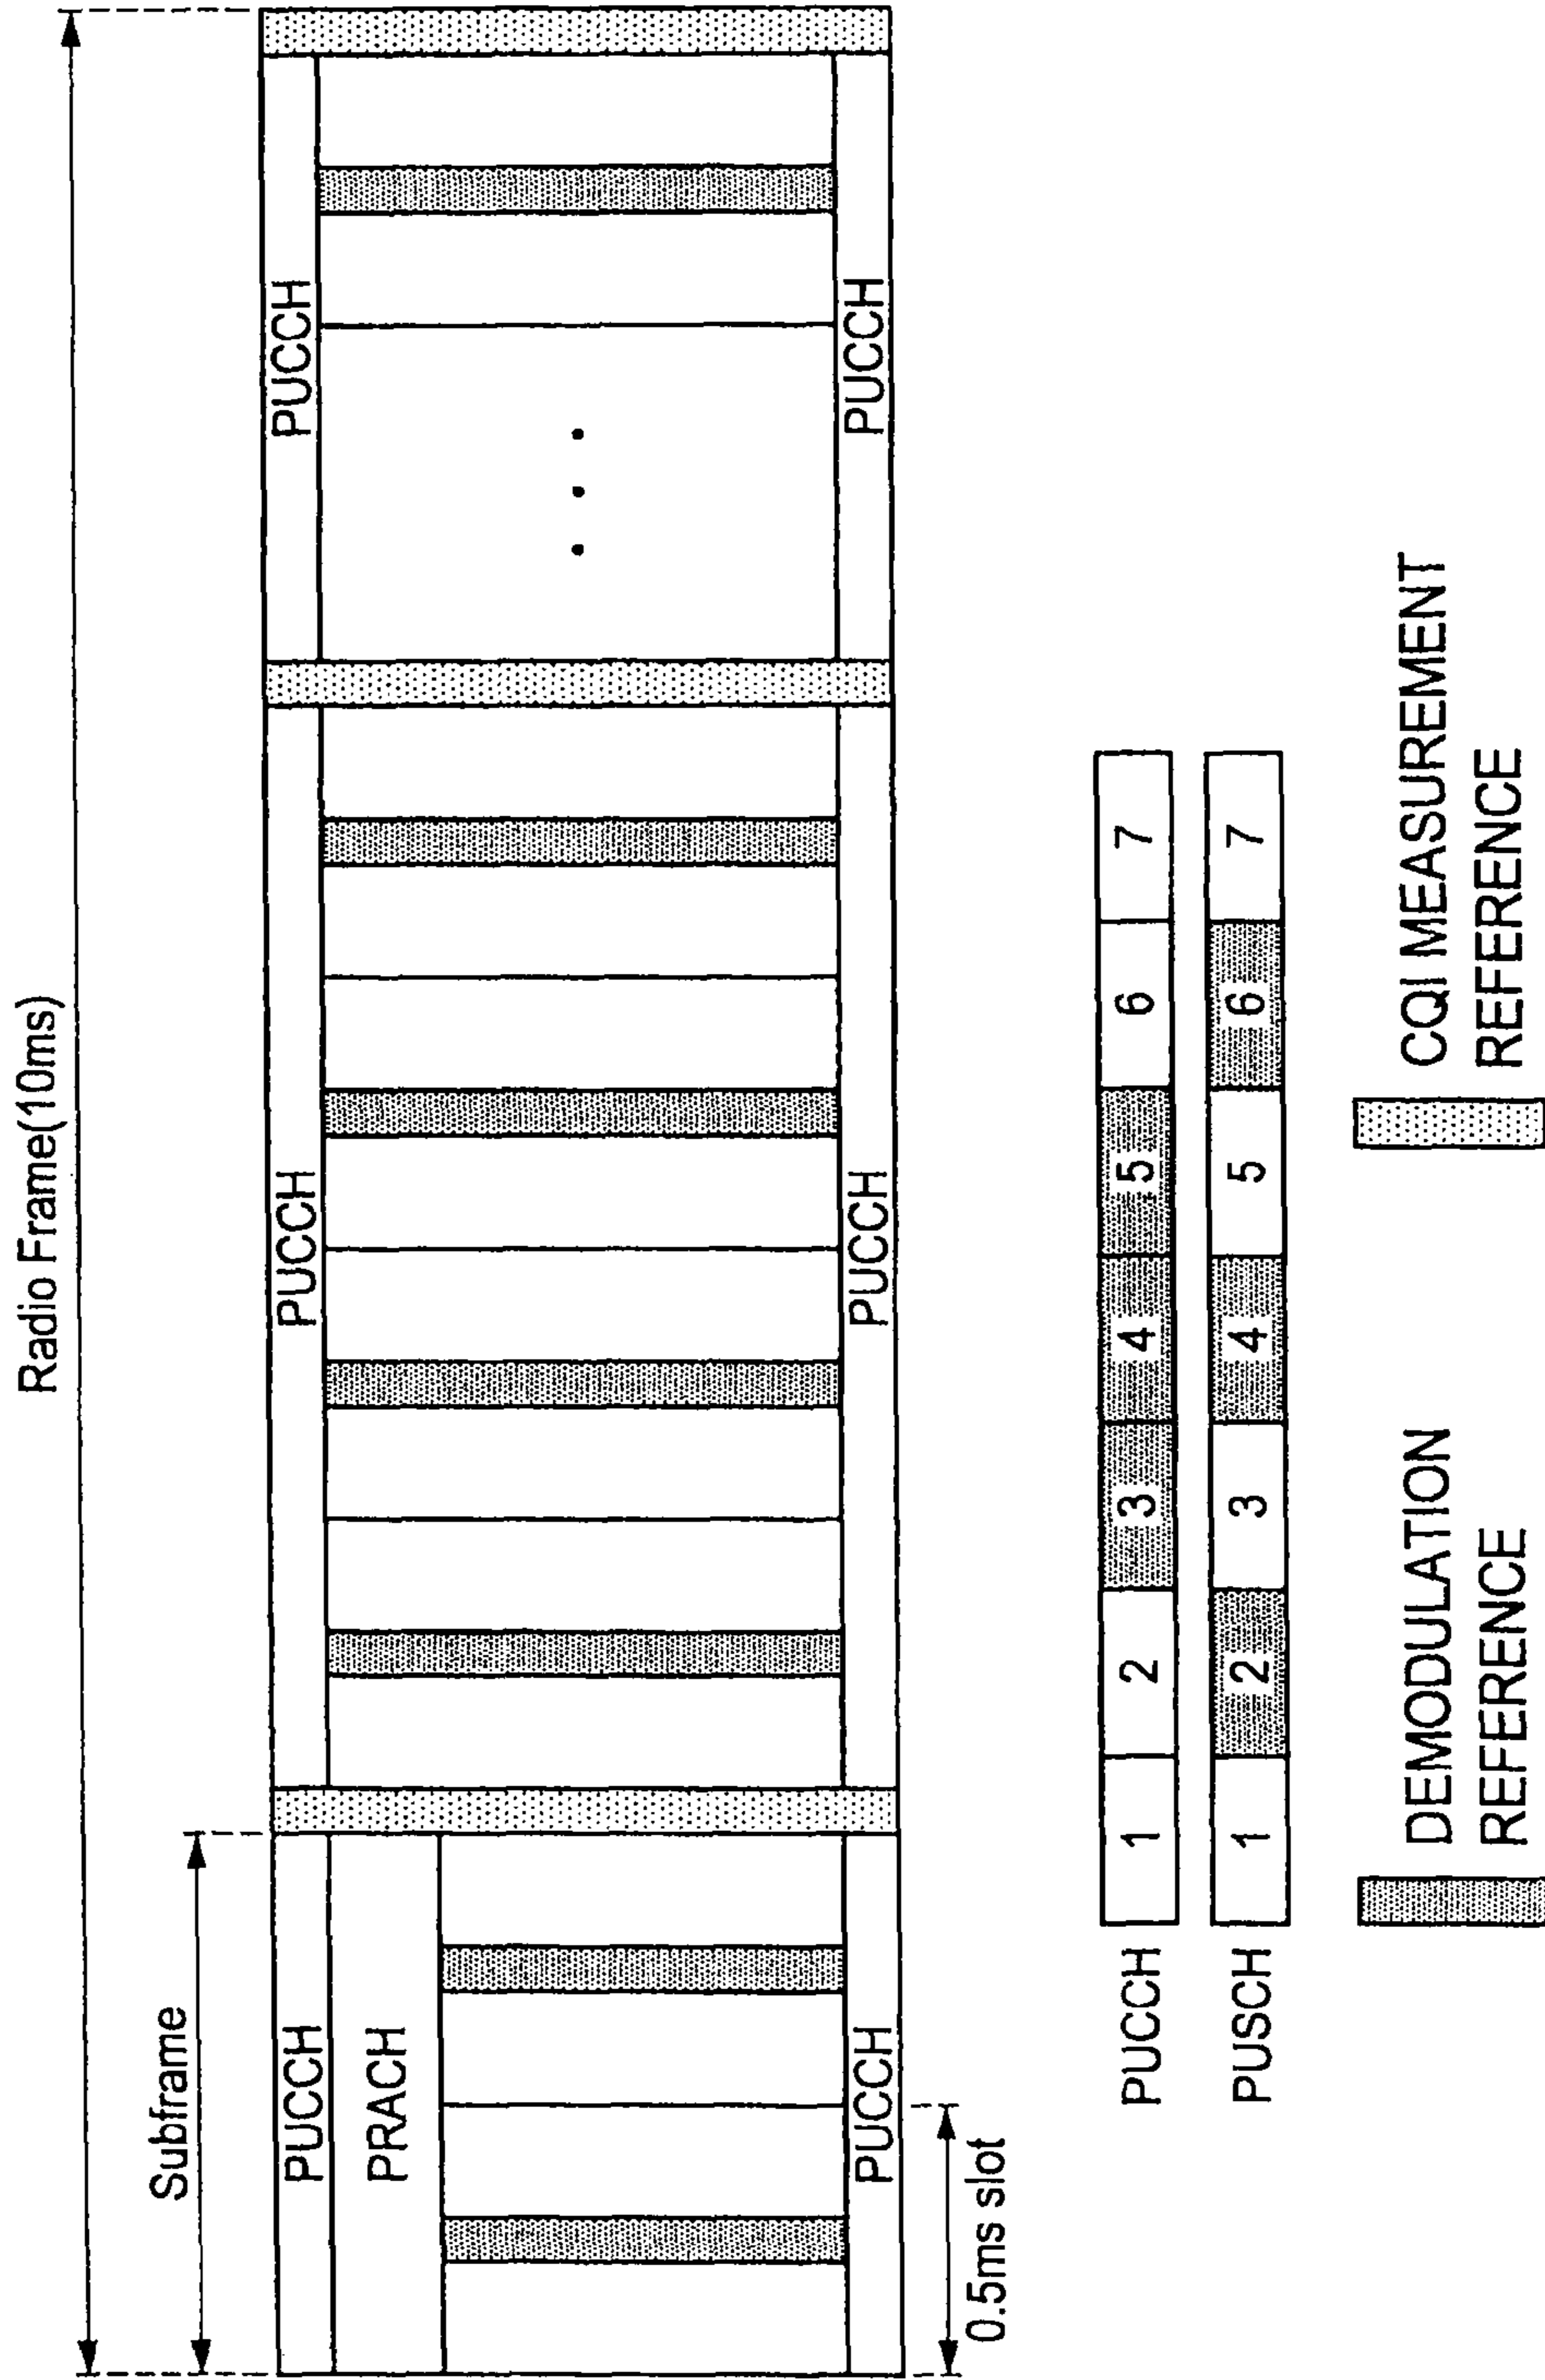 Radio Frame(10ms)
Subframe
PUCCH
PUCCH
PUCCH
PRACH
PUCCH
PUCCH
PUCCH
0.5ms slot
PUCCH 1 2 3 4 5 6 7
PUSCH 1 2 3 4 5 6 7
DEMODULATION
REFERENCE
CQI MEASUREMENT
REFERENCE